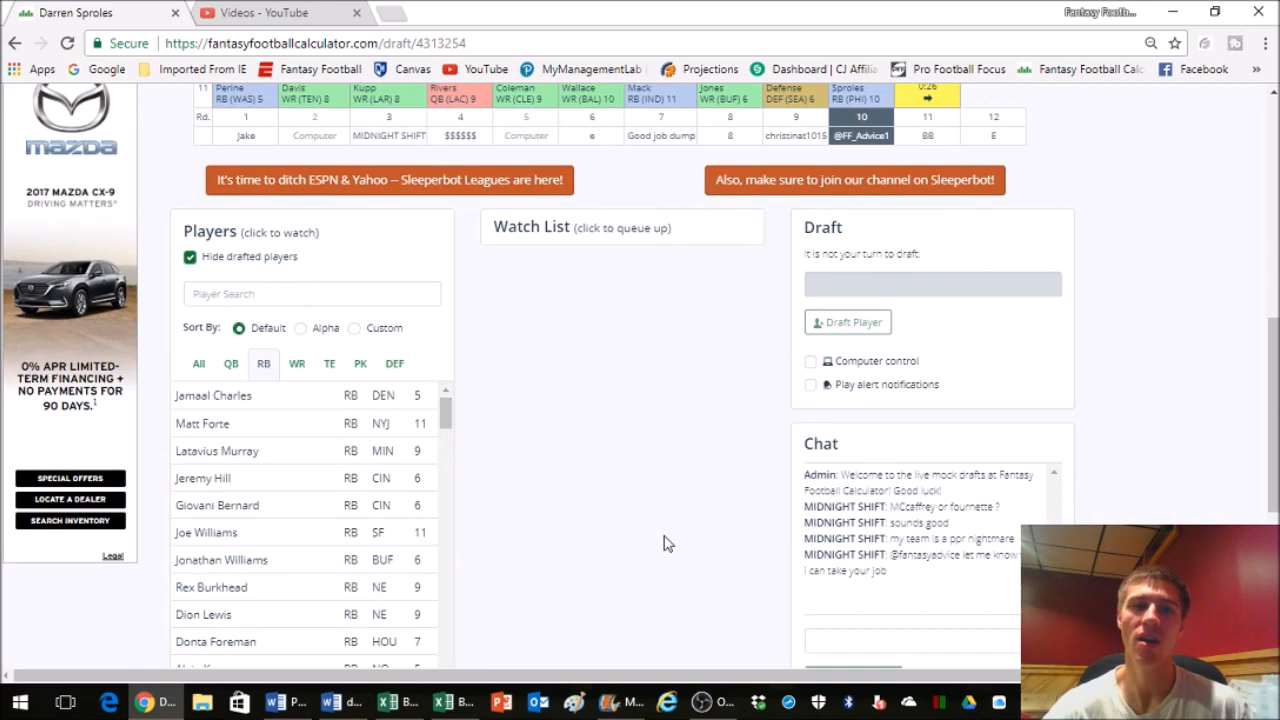 Darren Sproles
Videos - YouTube
Fantasy Footb...
Secure
https://fantasyfootballcalculator.com/draft/4313254
Apps
Google
Imported From IE
Fantasy Football
Canvas
YouTube
MyManagementLab
Projections
Dashboard | CJ Affilia
Pro Football Focus
Fantasy Football Calc
Facebook
11 Perine Davis Kupp Rivers Coleman Wallace Mack Jones Defense Sproles 0:26
RB (WAS) 5 WR (TEN) 8 WR (LAR) 8 QB (LAC) 9 WR (CLE) 9 WR (BAL) 10 RB (IND) 11 WR (BUF) 6 DEF (SEA) 6 RB (PHI) 10
Rd. 1 2 3 4 5 6 7 8 9 10 11 12
Jake Computer MIDNIGHT SHIFT $$$$$$ Computer e Good job dump 8 christinat1015 @FF_Advice1 BB E
mazda
2017 MAZDA CX-9
DRIVING MATTERS®
0% APR LIMITED-
TERM FINANCING +
NO PAYMENTS FOR
90 DAYS.1
SPECIAL OFFERS
LOCATE A DEALER
SEARCH INVENTORY
Legal
It's time to ditch ESPN & Yahoo – Sleeperbot Leagues are here!
Also, make sure to join our channel on Sleeperbot!
Players (click to watch)
Hide drafted players
Player Search
Sort By: Default Alpha Custom
All QB RB WR TE PK DEF
Jamaal Charles RB DEN 5
Matt Forte RB NYJ 11
Latavius Murray RB MIN 9
Jeremy Hill RB CIN 6
Giovani Bernard RB CIN 6
Joe Williams RB SF 11
Jonathan Williams RB BUF 6
Rex Burkhead RB NE 9
Dion Lewis RB NE 9
Donta Foreman RB HOU 7
Watch List (click to queue up)
Draft
It is not your turn to draft.
Draft Player
Computer control
Play alert notifications
Chat
Admin: Welcome to the live mock drafts at Fantasy
Football Calculator! Good luck!
MIDNIGHT SHIFT: MCcaffrey or fournette ?
MIDNIGHT SHIFT: sounds good
MIDNIGHT SHIFT: my team is a ppr nightmare
MIDNIGHT SHIFT: @fantasyadvice let me know
I can take your job
D...
P...
d...
B...
B...
M...
O...